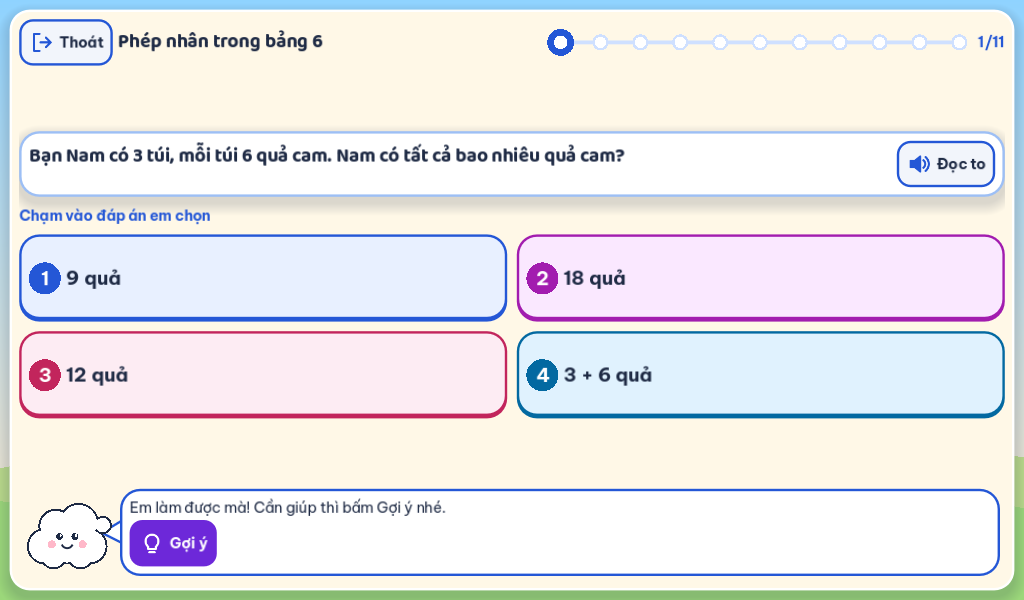 Thoát
Phép nhân trong bảng 6
1/11
Bạn Nam có 3 túi, mỗi túi 6 quả cam. Nam có tất cả bao nhiêu quả cam?
Đọc to
Chạm vào đáp án em chọn
1 9 quả
2 18 quả
3 12 quả
4 3 + 6 quả
Em làm được mà! Cần giúp thì bấm Gợi ý nhé.
Gợi ý